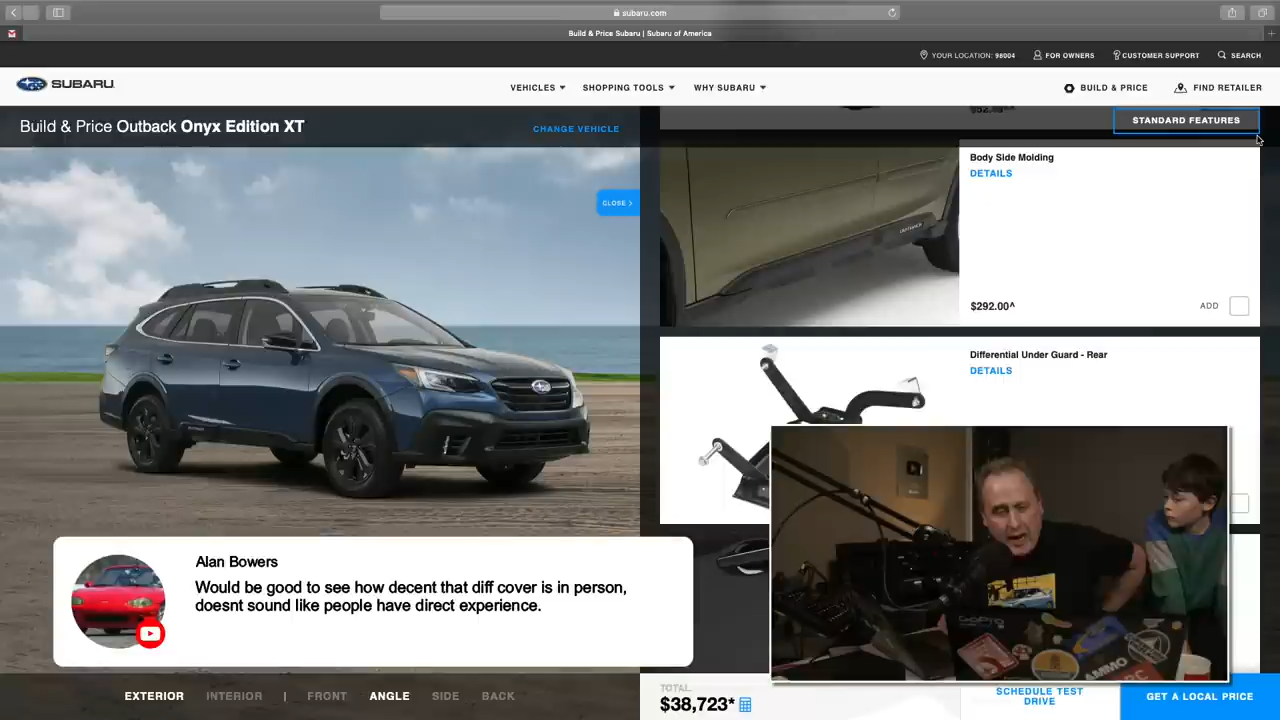 subaru.com
Build & Price Subaru | Subaru of America
YOUR LOCATION: 98004
FOR OWNERS
CUSTOMER SUPPORT
SEARCH
SUBARU
VEHICLES
SHOPPING TOOLS
WHY SUBARU
BUILD & PRICE
FIND RETAILER
Build & Price Outback Onyx Edition XT
CHANGE VEHICLE
STANDARD FEATURES
CLOSE >
Body Side Molding
DETAILS
OUTBACK
$292.00^
ADD
Differential Under Guard - Rear
DETAILS
Alan Bowers
Would be good to see how decent that diff cover is in person,
doesnt sound like people have direct experience.
GoPro
AMMO
EXTERIOR
INTERIOR
|
FRONT
ANGLE
SIDE
BACK
TOTAL
$38,723*
SCHEDULE TEST
DRIVE
GET A LOCAL PRICE